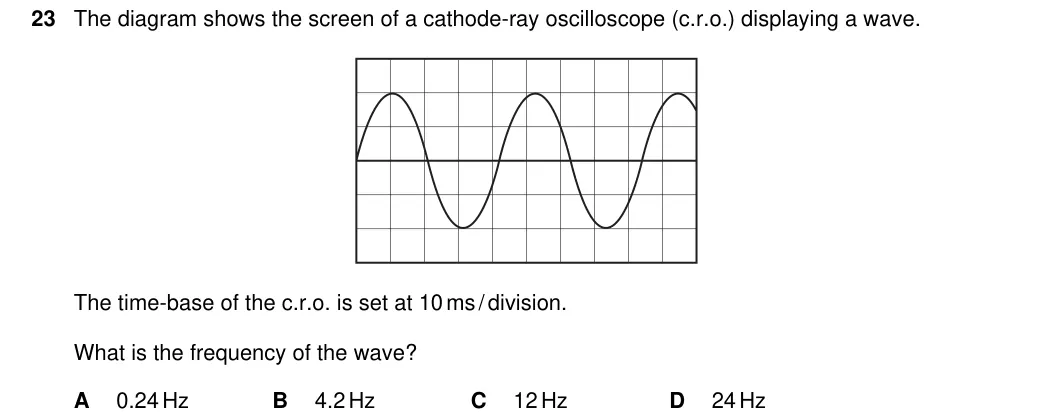 23 The diagram shows the screen of a cathode-ray oscilloscope (c.r.o.) displaying a wave.
The time-base of the c.r.o. is set at 10 ms / division.
What is the frequency of the wave?
A 0.24 Hz B 4.2 Hz C 12 Hz D 24 Hz